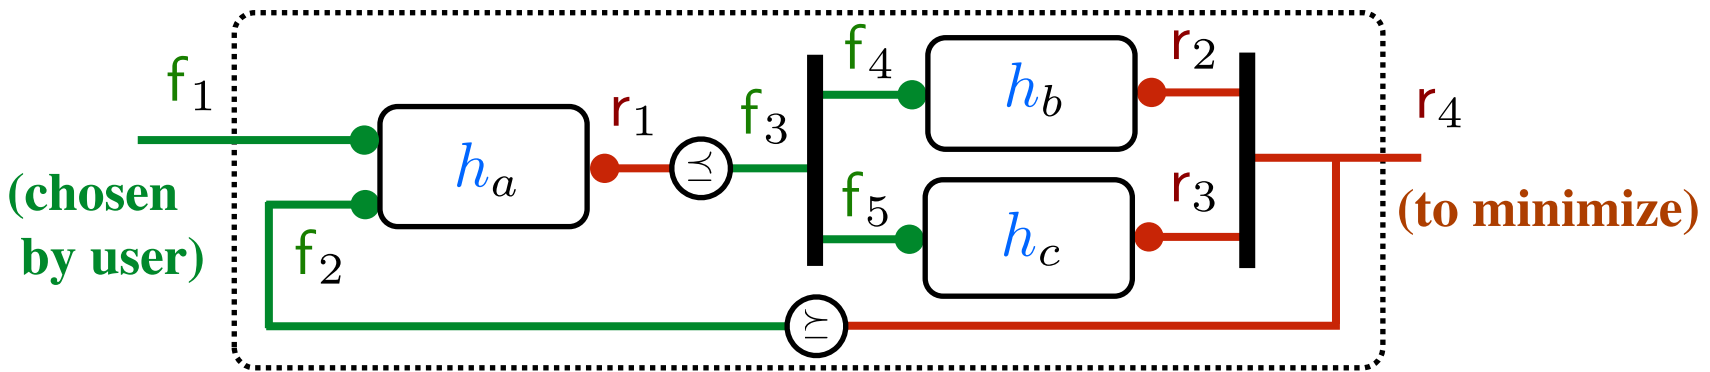 f1
(chosen
by user)
f2
ha
r1
⪯
f3
f4
hb
r2
f5
hc
r3
⪰
r4
(to minimize)